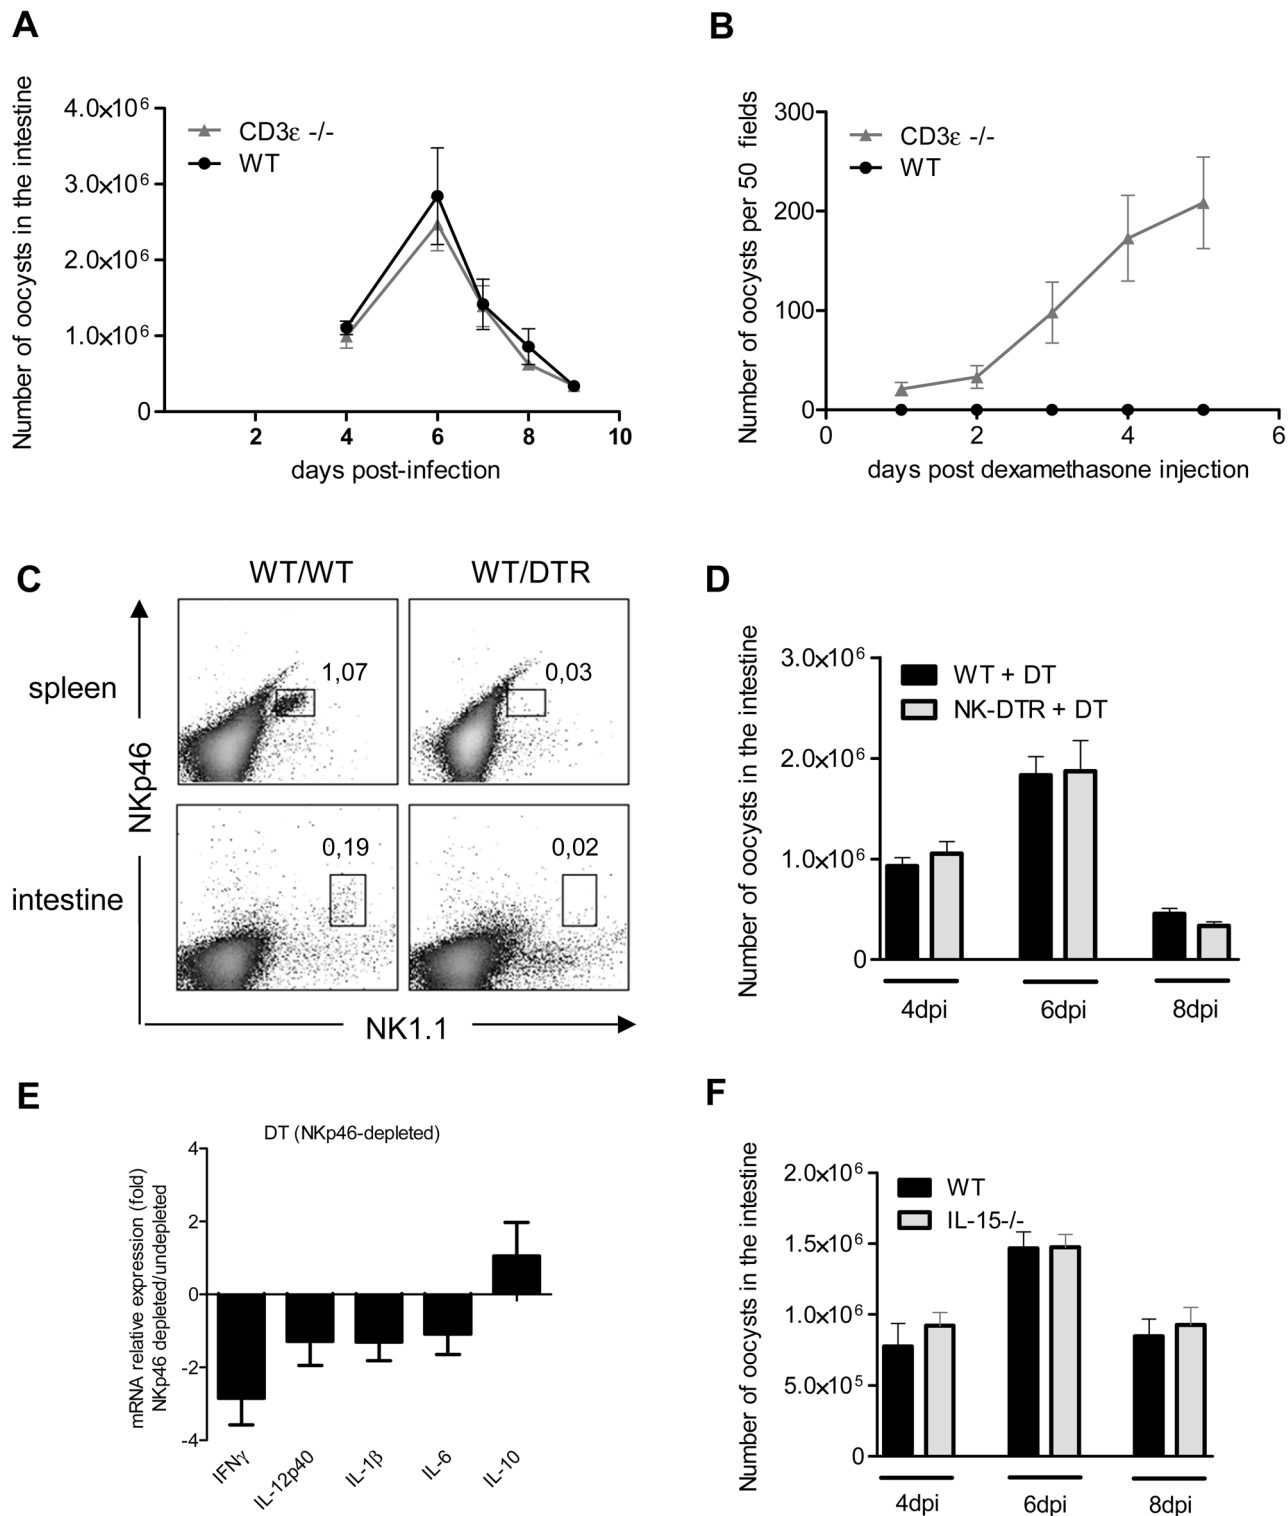 A
Number of oocysts in the intestine
4.0x10⁶
3.0x10⁶
2.0x10⁶
1.0x10⁶
0
CD3ε -/-
WT
2 4 6 8 10
days post-infection
B
Number of oocysts per 50 fields
300
200
100
0
CD3ε -/-
WT
0 2 4 6
days post dexamethasone injection
C
WT/WT WT/DTR
spleen
1,07 0,03
NKp46
intestine
0,19 0,02
NK1.1
D
Number of oocysts in the intestine
3.0x10⁶
2.0x10⁶
1.0x10⁶
0
WT + DT
NK-DTR + DT
4dpi 6dpi 8dpi
E
DT (NKp46-depleted)
mRNA relative expression (fold)
NKp46 depleted/undepleted
4
2
0
-2
-4
IFNγ IL-12p40 IL-1β IL-6 IL-10
F
Number of oocysts in the intestine
2.0x10⁶
1.5x10⁶
1.0x10⁶
5.0x10⁵
0
WT
IL-15-/-
4dpi 6dpi 8dpi